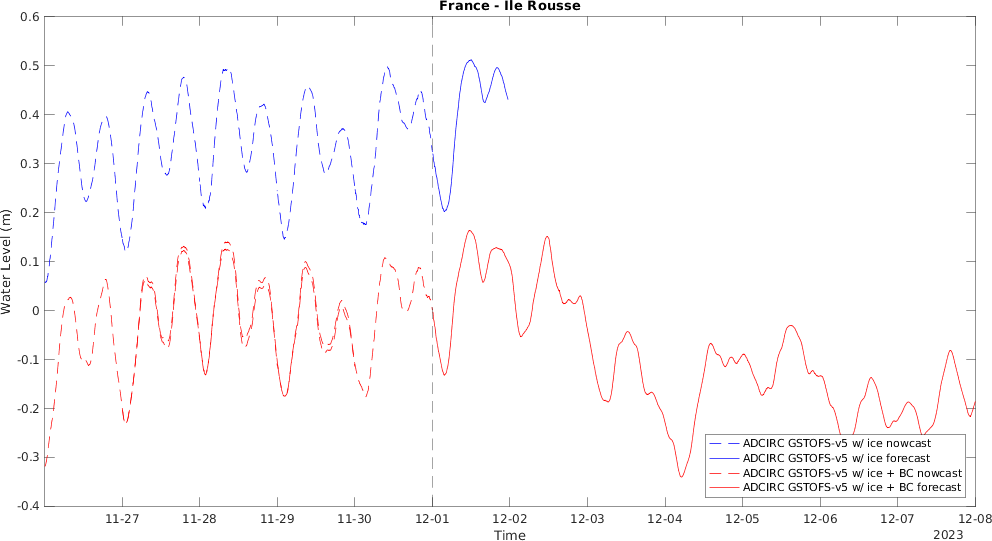 France - Ile Rousse
0.6
0.5
0.4
0.3
0.2
0.1
0
-0.1
-0.2
-0.3
-0.4
Water Level (m)
ADCIRC GSTOFS-v5 w/ ice nowcast
ADCIRC GSTOFS-v5 w/ ice forecast
ADCIRC GSTOFS-v5 w/ ice + BC nowcast
ADCIRC GSTOFS-v5 w/ ice + BC forecast
11-27 11-28 11-29 11-30 12-01 12-02 12-03 12-04 12-05 12-06 12-07 12-08
Time
2023